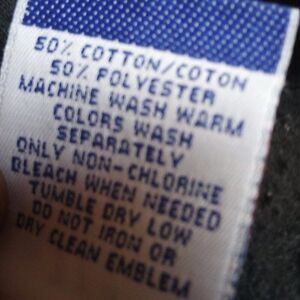 50% COTTON/COTON
50% POLYESTER
MACHINE WASH WARM
COLORS WASH
SEPARATELY
ONLY NON-CHLORINE
BLEACH WHEN NEEDED
TUMBLE DRY LOW
DO NOT IRON OR
DRY CLEAN EMBLEM